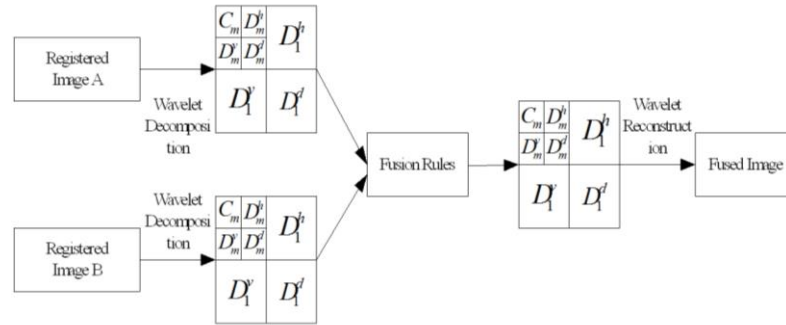 Registered
Image A
Wavelet
Decomposi
tion
C_m D_m^h
D_m^v D_m^d
D_1^h
D_1^v D_1^d
Registered
Image B
Wavelet
Decomposi
tion
C_m D_m^h
D_m^v D_m^d
D_1^h
D_1^v D_1^d
Fusion Rules
C_m D_m^h
D_m^v D_m^d
D_1^h
D_1^v D_1^d
Wavelet
Reconstruct
ion
Fused Image